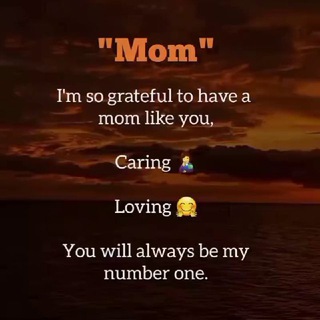 "Mom"
I'm so grateful to have a
mom like you,
Caring 👩‍🍼
Loving 🤗
You will always be my
number one.